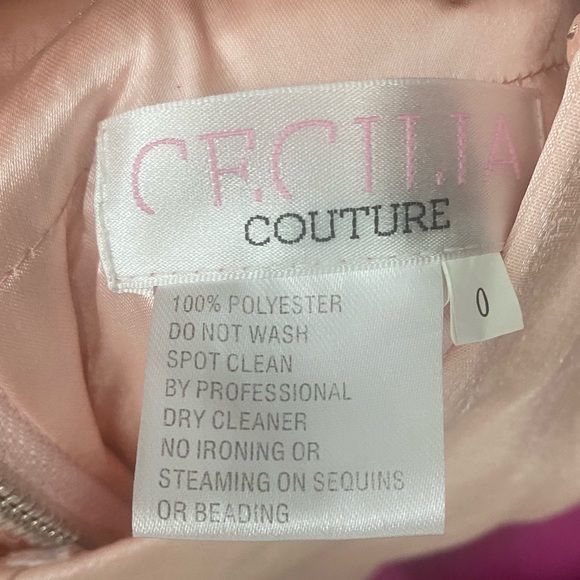 CECILIA
COUTURE
0
100% POLYESTER
DO NOT WASH
SPOT CLEAN
BY PROFESSIONAL
DRY CLEANER
NO IRONING OR
STEAMING ON SEQUINS
OR BEADING